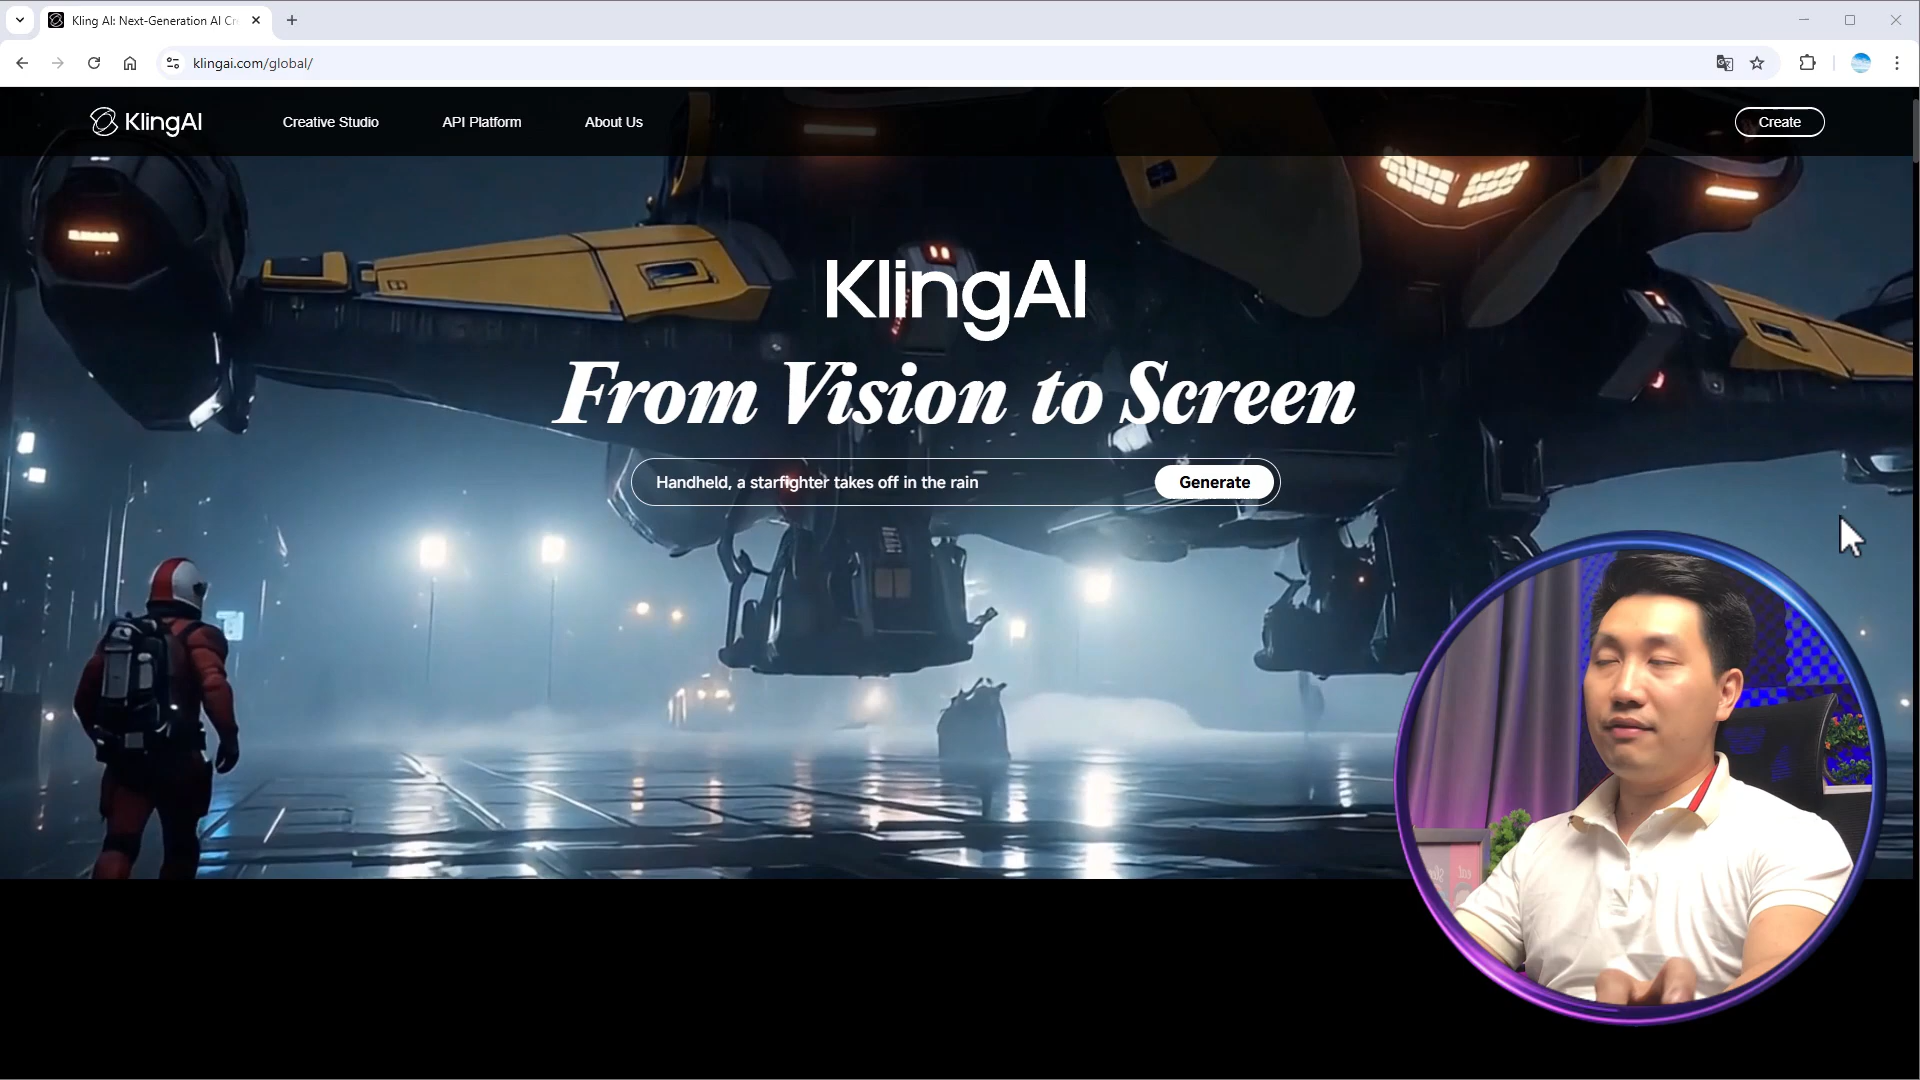 Kling AI: Next-Generation AI Cr
klingai.com/global/
KlingAI
Creative Studio
API Platform
About Us
Create
KlingAI
From Vision to Screen
Handheld, a starfighter takes off in the rain
Generate